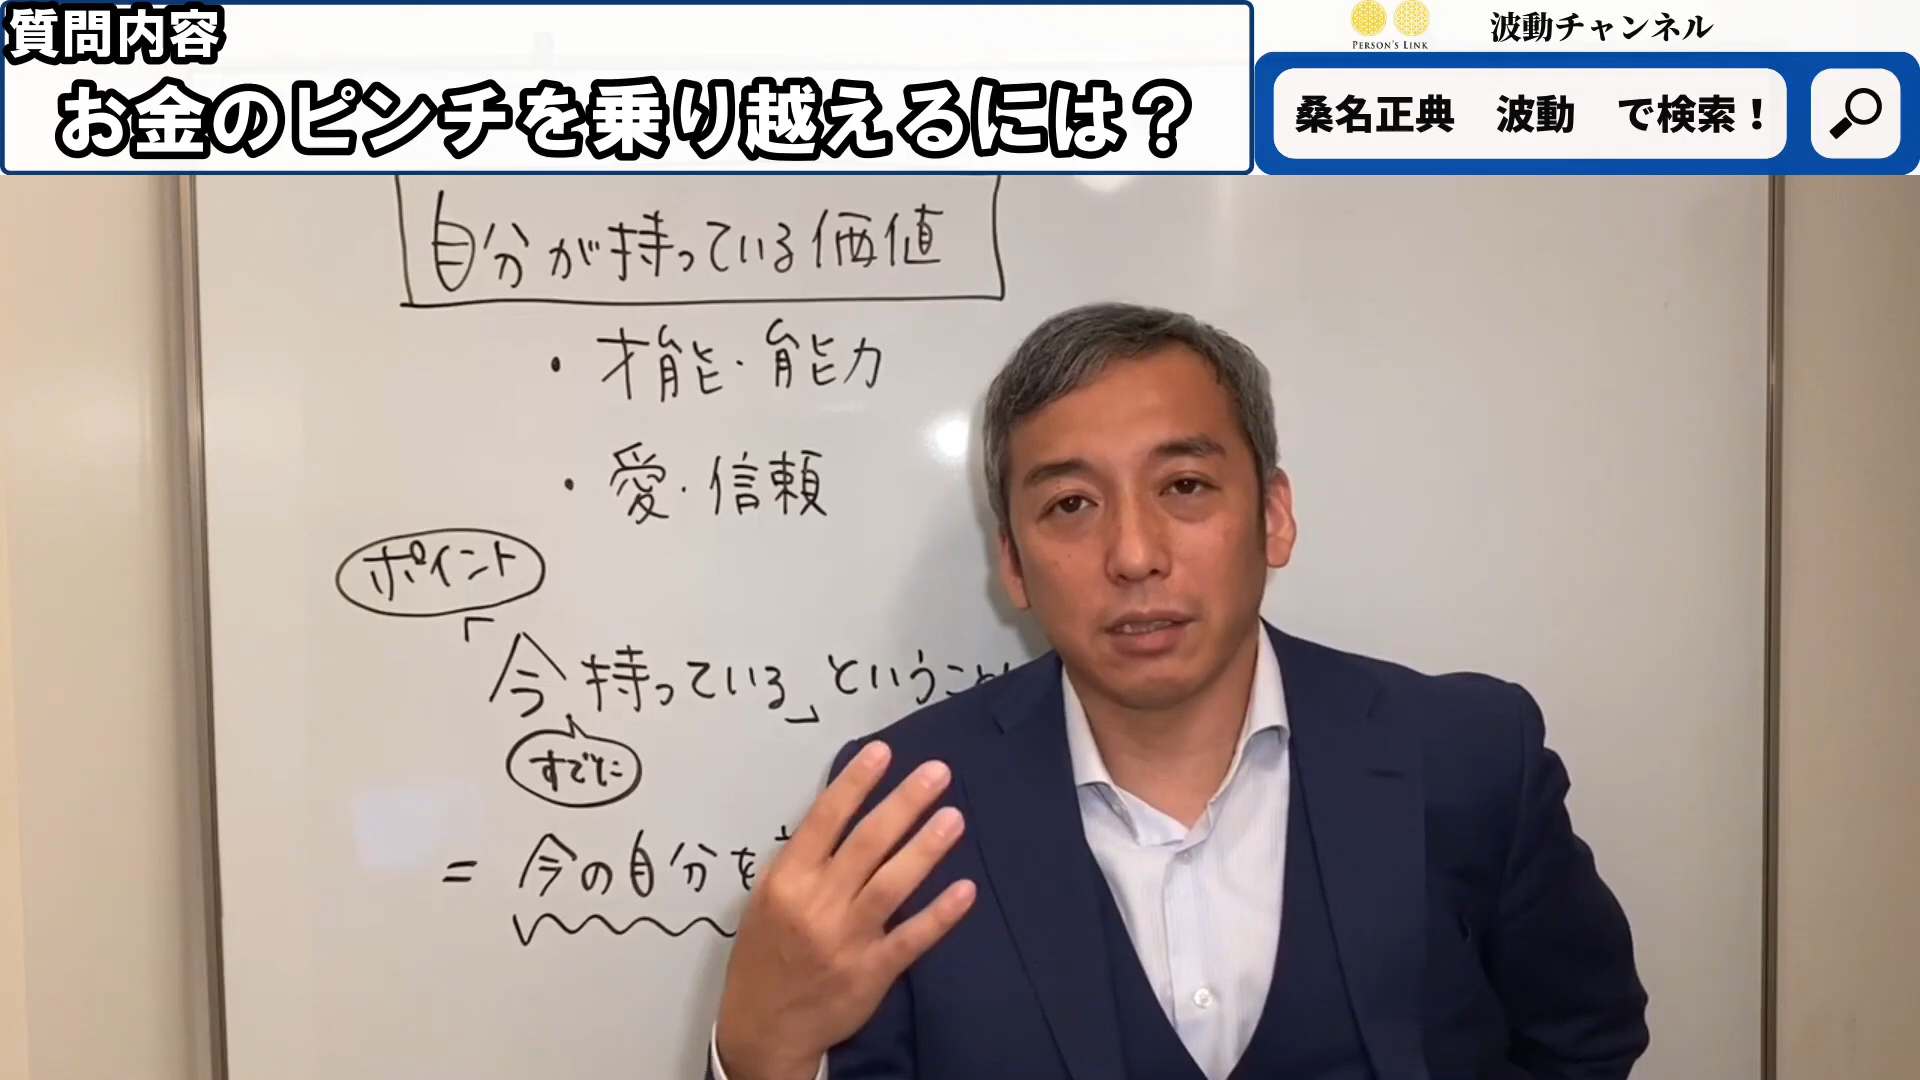 質問内容
お金のピンチを乗り越えるには？
PERSON'S LINK
波動チャンネル
桑名正典　波動　で検索！
自分が持っている価値
・才能・能力
・愛・信頼
ポイント
「今持っている」ということ
すでに
= 今の自分を